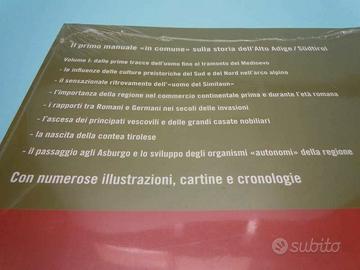 Il primo manuale «in comune» sulla storia dell'Alto Adige/Südtirol
Volume I: dalle prime tracce dell'uomo fino al tramonto del Medioevo
- le influenze delle culture preistoriche del Sud e del Nord nell'arco alpino
- il sensazionale ritrovamento dell'«uomo del Similaun»
- l'importanza della regione nel commercio continentale prima e durante l'età romana
- i rapporti tra Romani e Germani nei secoli delle invasioni
- l'ascesa dei principati vescovili e delle grandi casate nobiliari
- la nascita della contea tirolese
- il passaggio agli Asburgo e lo sviluppo degli organismi «autonomi» della regione
Con numerose illustrazioni, cartine e cronologie
subito